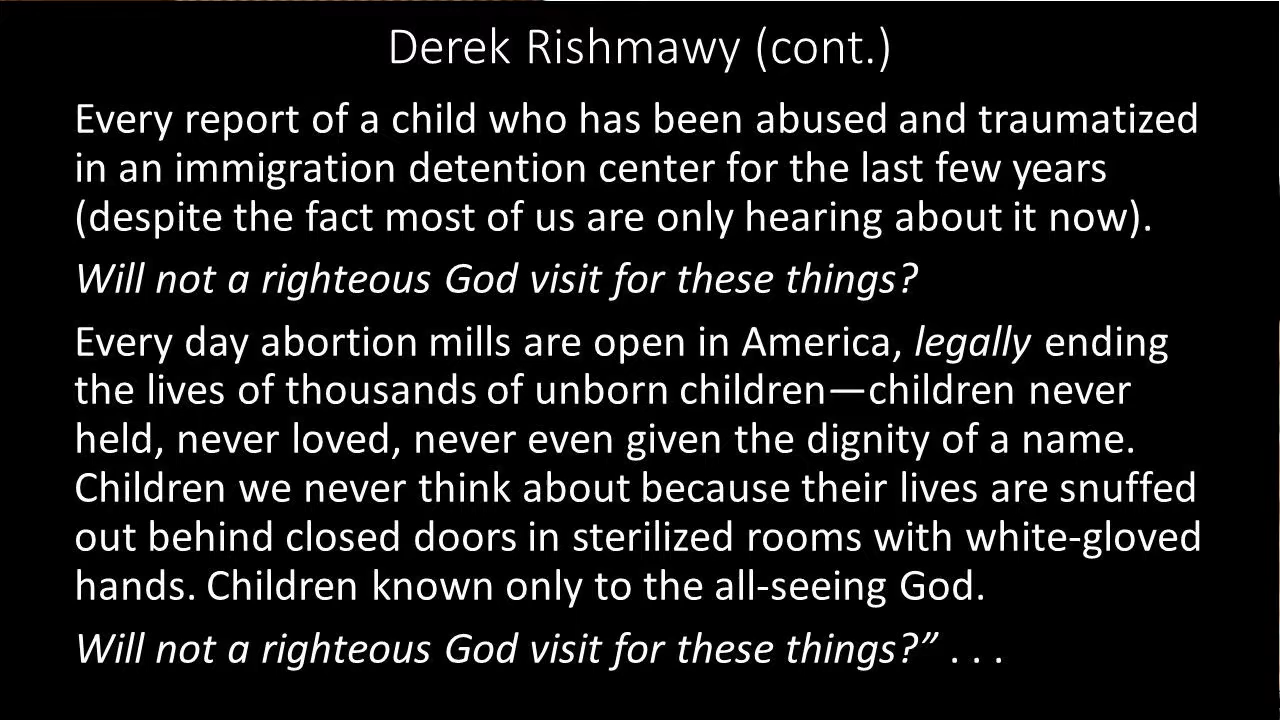 Derek Rishmawy (cont.)
Every report of a child who has been abused and traumatized
in an immigration detention center for the last few years
(despite the fact most of us are only hearing about it now).
Will not a righteous God visit for these things?
Every day abortion mills are open in America, legally ending
the lives of thousands of unborn children—children never
held, never loved, never even given the dignity of a name.
Children we never think about because their lives are snuffed
out behind closed doors in sterilized rooms with white-gloved
hands. Children known only to the all-seeing God.
Will not a righteous God visit for these things?” . . .